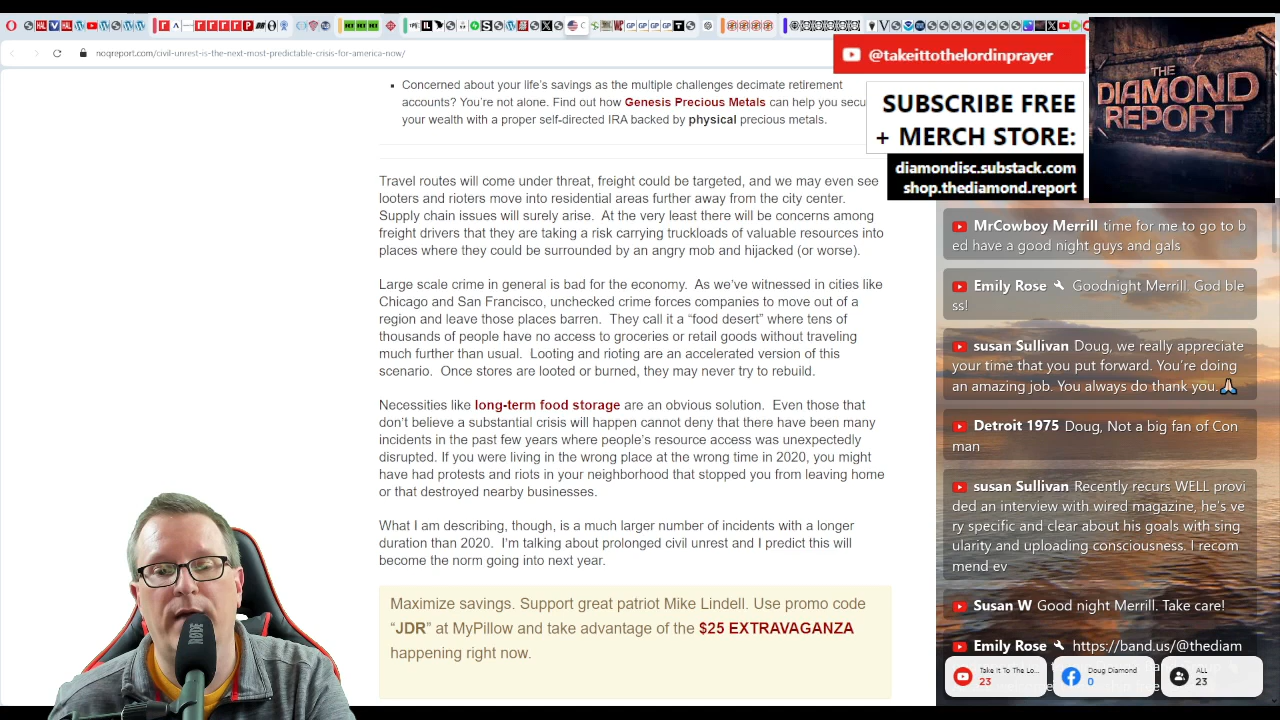 noqreport.com/civil-unrest-is-the-next-most-predictable-crisis-for-america-now/
@takeittothelordinprayer
SUBSCRIBE FREE
+ MERCH STORE:
diamondisc.substack.com
shop.thediamond.report
THE
DIAMOND
REPORT
Concerned about your life's savings as the multiple challenges decimate retirement
accounts? You're not alone. Find out how Genesis Precious Metals can help you secu
your wealth with a proper self-directed IRA backed by physical precious metals.
Travel routes will come under threat, freight could be targeted, and we may even see
looters and rioters move into residential areas further away from the city center.
Supply chain issues will surely arise.  At the very least there will be concerns among
freight drivers that they are taking a risk carrying truckloads of valuable resources into
places where they could be surrounded by an angry mob and hijacked (or worse).
Large scale crime in general is bad for the economy.  As we've witnessed in cities like
Chicago and San Francisco, unchecked crime forces companies to move out of a
region and leave those places barren.  They call it a “food desert” where tens of
thousands of people have no access to groceries or retail goods without traveling
much further than usual.  Looting and rioting are an accelerated version of this
scenario.  Once stores are looted or burned, they may never try to rebuild.
Necessities like long-term food storage are an obvious solution.  Even those that
don't believe a substantial crisis will happen cannot deny that there have been many
incidents in the past few years where people's resource access was unexpectedly
disrupted. If you were living in the wrong place at the wrong time in 2020, you might
have had protests and riots in your neighborhood that stopped you from leaving home
or that destroyed nearby businesses.
What I am describing, though, is a much larger number of incidents with a longer
duration than 2020.  I'm talking about prolonged civil unrest and I predict this will
become the norm going into next year.
Maximize savings. Support great patriot Mike Lindell. Use promo code
“JDR” at MyPillow and take advantage of the $25 EXTRAVAGANZA
happening right now.
MrCowboy Merrill time for me to go to b
ed have a good night guys and gals
Emily Rose Goodnight Merrill. God ble
ss!
susan Sullivan Doug, we really appreciate
your time that you put forward. You're doing
an amazing job. You always do thank you.
Detroit 1975 Doug, Not a big fan of Con
man
susan Sullivan Recently recurs WELL provi
ded an interview with wired magazine, he's ve
ry specific and clear about his goals with sing
ularity and uploading consciousness. I recom
mend ev
Susan W Good night Merrill. Take care!
Emily Rose https://band.us/@thediam
Take It To The Lo...
23
Doug Diamond
0
ALL
23